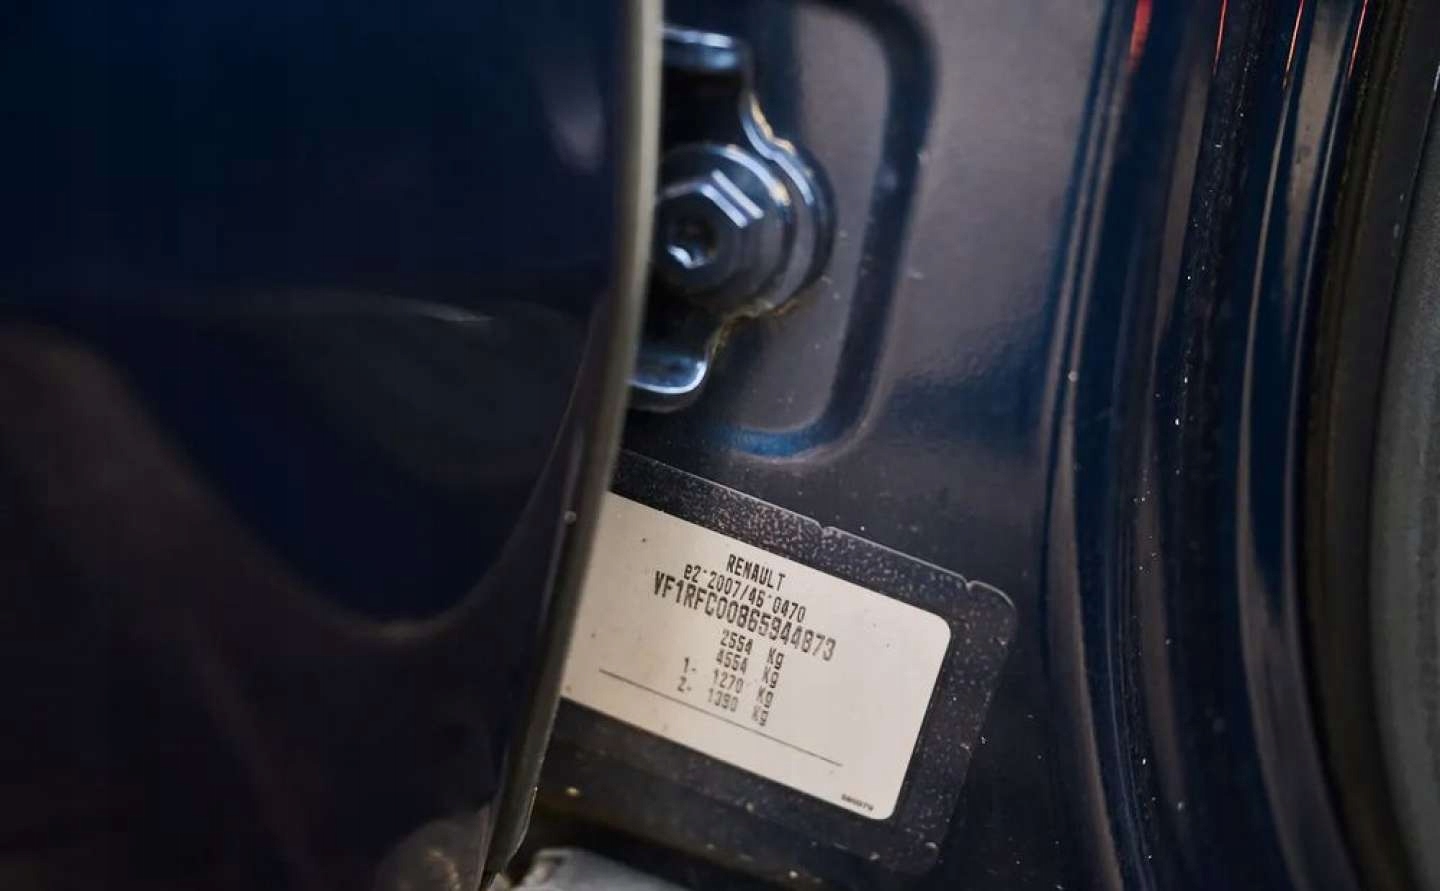 RENAULT
e2*2007/46*0470
VF1RFC00865944873
2554 Kg
4554 Kg
1- 1270 Kg
2- 1390 Kg